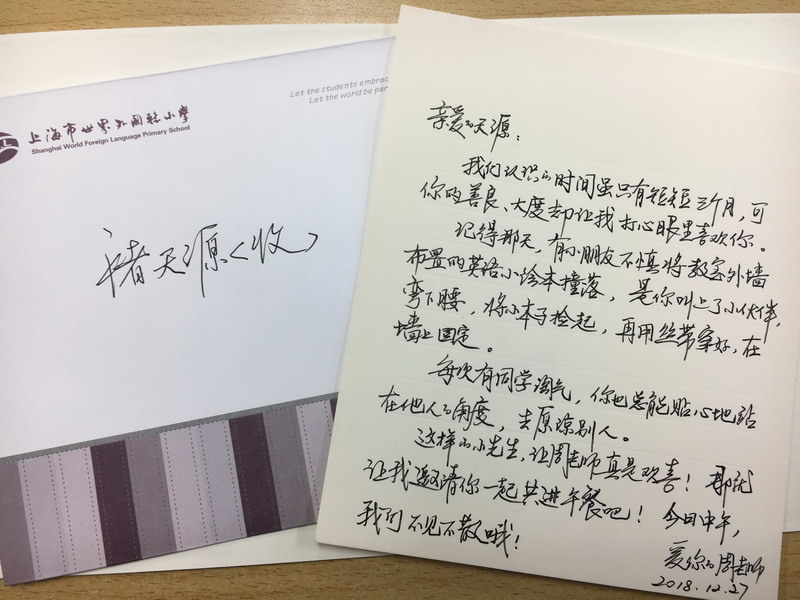 Let the students embrac
Let the world be par
上海市世界外国语小学
Shanghai World Foreign Language Primary School
褚天源<收>
亲爱的天源：
我们认识的时间虽只有短短三个月，可
你的善良、大度却让我打心眼里喜欢你。
记得那天，有小朋友不慎将教室外墙
布置的英语小绘本撞落，是你叫上了小伙伴，
弯下腰，将小本子捡起，再用丝带穿好，在
墙上固定。
每次有同学淘气，你也总能贴心地站
在他人的角度，去原谅别人。
这样的小先生，让周老师真是欢喜！那就
让我邀请你一起共进午餐吧！今日中午，
我们不见不散哦！
爱你的周老师
2018.12.27